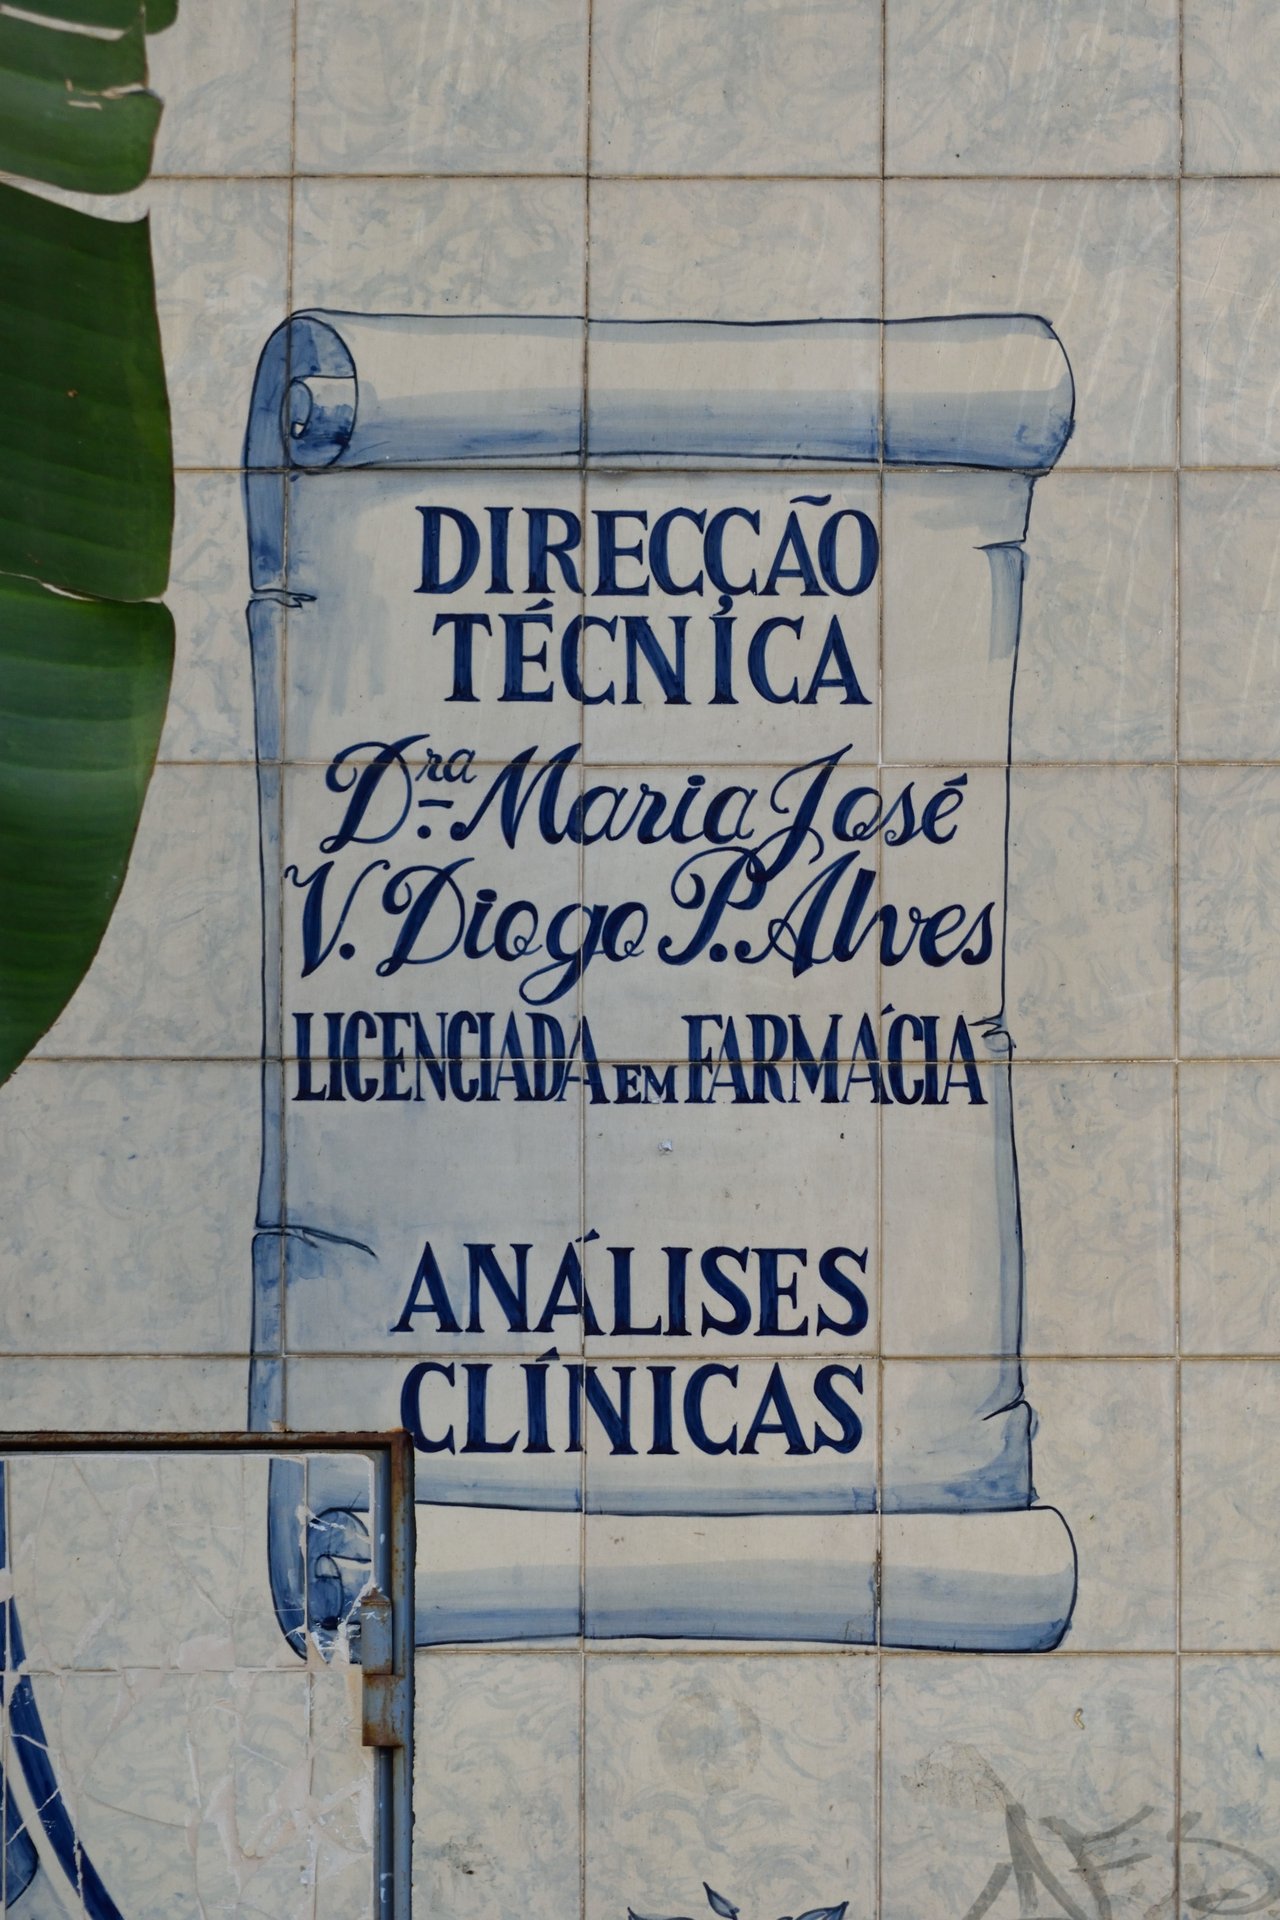 DIRECÇÃO
TÉCNICA
Dra. Maria José
V. Diogo P. Alves
LICENCIADA EM FARMÁCIA
ANÁLISES
CLÍNICAS